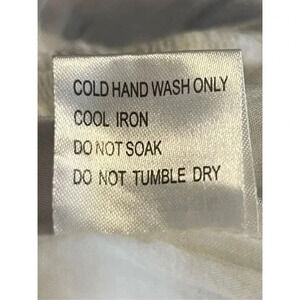 COLD HAND WASH ONLY
COOL IRON
DO NOT SOAK
DO NOT TUMBLE DRY